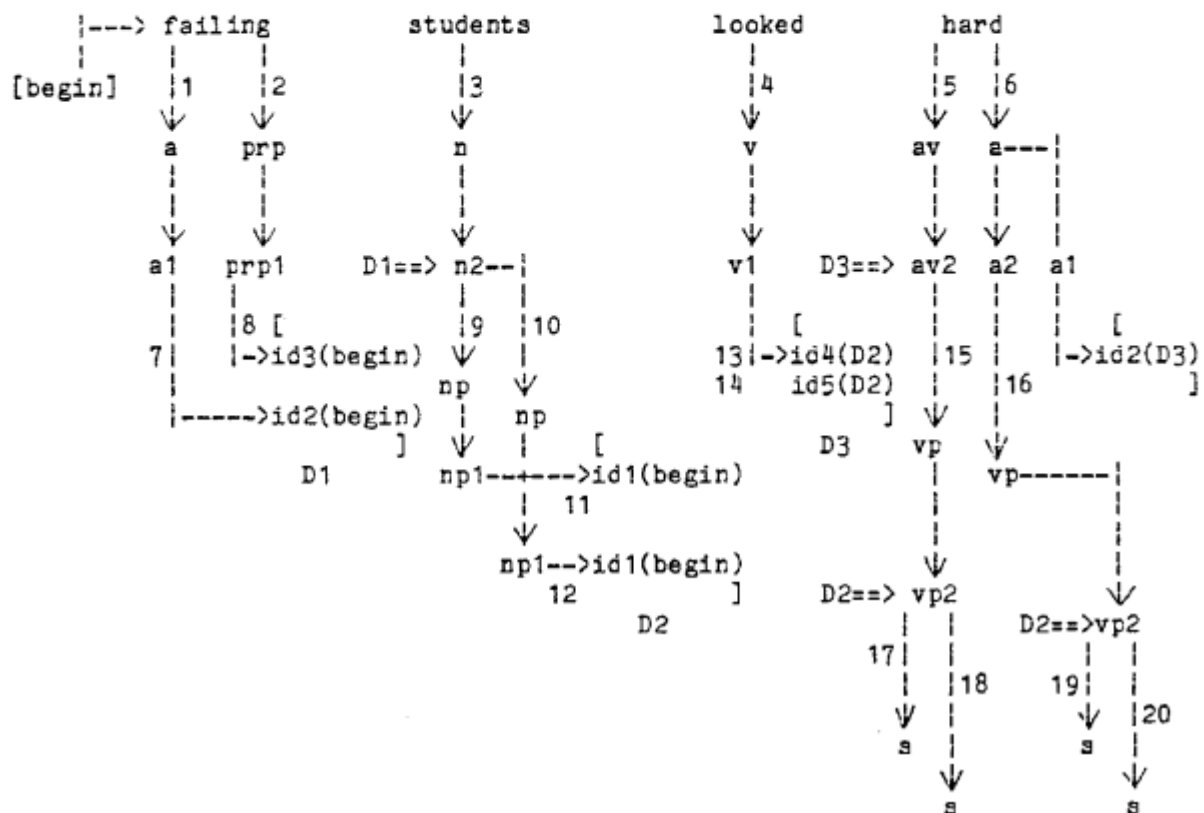 |---> failing students looked hard
[begin] 1 2 3 4 5 6
a prp n v av a---|
a1 prp1 D1==> n2--| v1 D3==> av2 a2 a1
8 [ 9 10 [ [
7 |->id3(begin) 13 |->id4(D2) 15 |->id2(D3)
np 14 id5(D2) 16 ]
|----->id2(begin) np ]
] [ D3 vp
D1 np1---+--->id1(begin) vp------|
11
np1-->id1(begin)
12 ] D2==> vp2
D2 D2==>vp2
17
18 19
20
s s
s s